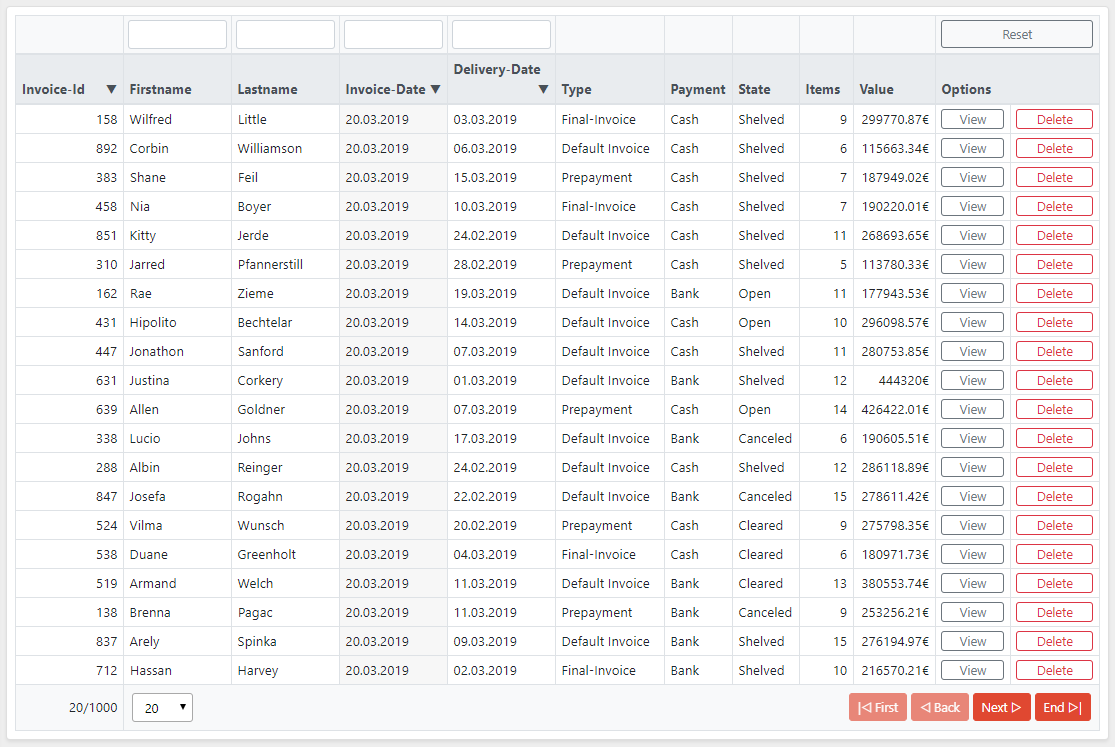 Reset
Invoice-Id ▼ Firstname Lastname Invoice-Date ▼ Delivery-Date ▼ Type Payment State Items Value Options
158 Wilfred Little 20.03.2019 03.03.2019 Final-Invoice Cash Shelved 9 299770.87€ View Delete
892 Corbin Williamson 20.03.2019 06.03.2019 Default Invoice Cash Shelved 6 115663.34€ View Delete
383 Shane Feil 20.03.2019 15.03.2019 Prepayment Cash Shelved 7 187949.02€ View Delete
458 Nia Boyer 20.03.2019 10.03.2019 Final-Invoice Cash Shelved 7 190220.01€ View Delete
851 Kitty Jerde 20.03.2019 24.02.2019 Default Invoice Cash Shelved 11 268693.65€ View Delete
310 Jarred Pfannerstill 20.03.2019 28.02.2019 Prepayment Cash Shelved 5 113780.33€ View Delete
162 Rae Zieme 20.03.2019 19.03.2019 Default Invoice Bank Open 11 177943.53€ View Delete
431 Hipolito Bechtelar 20.03.2019 14.03.2019 Default Invoice Cash Open 10 296098.57€ View Delete
447 Jonathon Sanford 20.03.2019 07.03.2019 Default Invoice Cash Shelved 11 280753.85€ View Delete
631 Justina Corkery 20.03.2019 01.03.2019 Default Invoice Bank Shelved 12 444320€ View Delete
639 Allen Goldner 20.03.2019 07.03.2019 Prepayment Cash Open 14 426422.01€ View Delete
338 Lucio Johns 20.03.2019 17.03.2019 Default Invoice Bank Canceled 6 190605.51€ View Delete
288 Albin Reinger 20.03.2019 24.02.2019 Default Invoice Cash Shelved 12 286118.89€ View Delete
847 Josefa Rogahn 20.03.2019 22.02.2019 Default Invoice Bank Canceled 15 278611.42€ View Delete
524 Vilma Wunsch 20.03.2019 20.02.2019 Prepayment Cash Cleared 9 275798.35€ View Delete
538 Duane Greenholt 20.03.2019 04.03.2019 Final-Invoice Cash Cleared 6 180971.73€ View Delete
519 Armand Welch 20.03.2019 11.03.2019 Default Invoice Bank Cleared 13 380553.74€ View Delete
138 Brenna Pagac 20.03.2019 11.03.2019 Prepayment Bank Canceled 9 253256.21€ View Delete
837 Arely Spinka 20.03.2019 09.03.2019 Default Invoice Bank Shelved 15 276194.97€ View Delete
712 Hassan Harvey 20.03.2019 02.03.2019 Final-Invoice Bank Shelved 10 216570.21€ View Delete
20/1000 20 ▼ |◁ First ◁ Back Next ▷ End ▷|